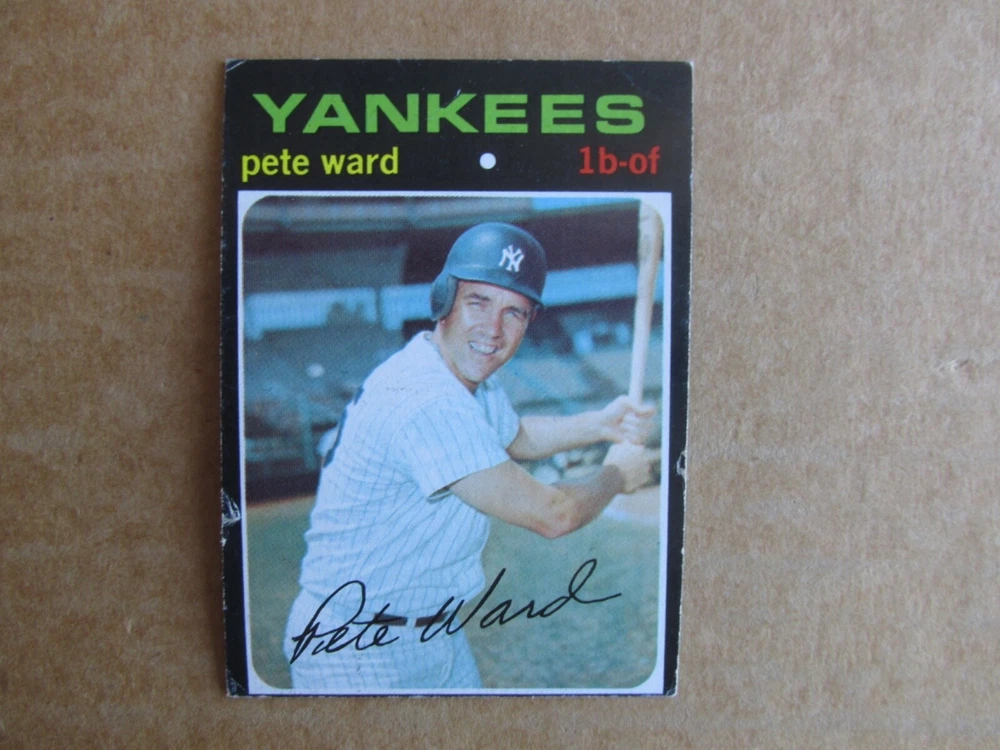 YANKEES
pete ward • 1b-of
NY
Pete Ward